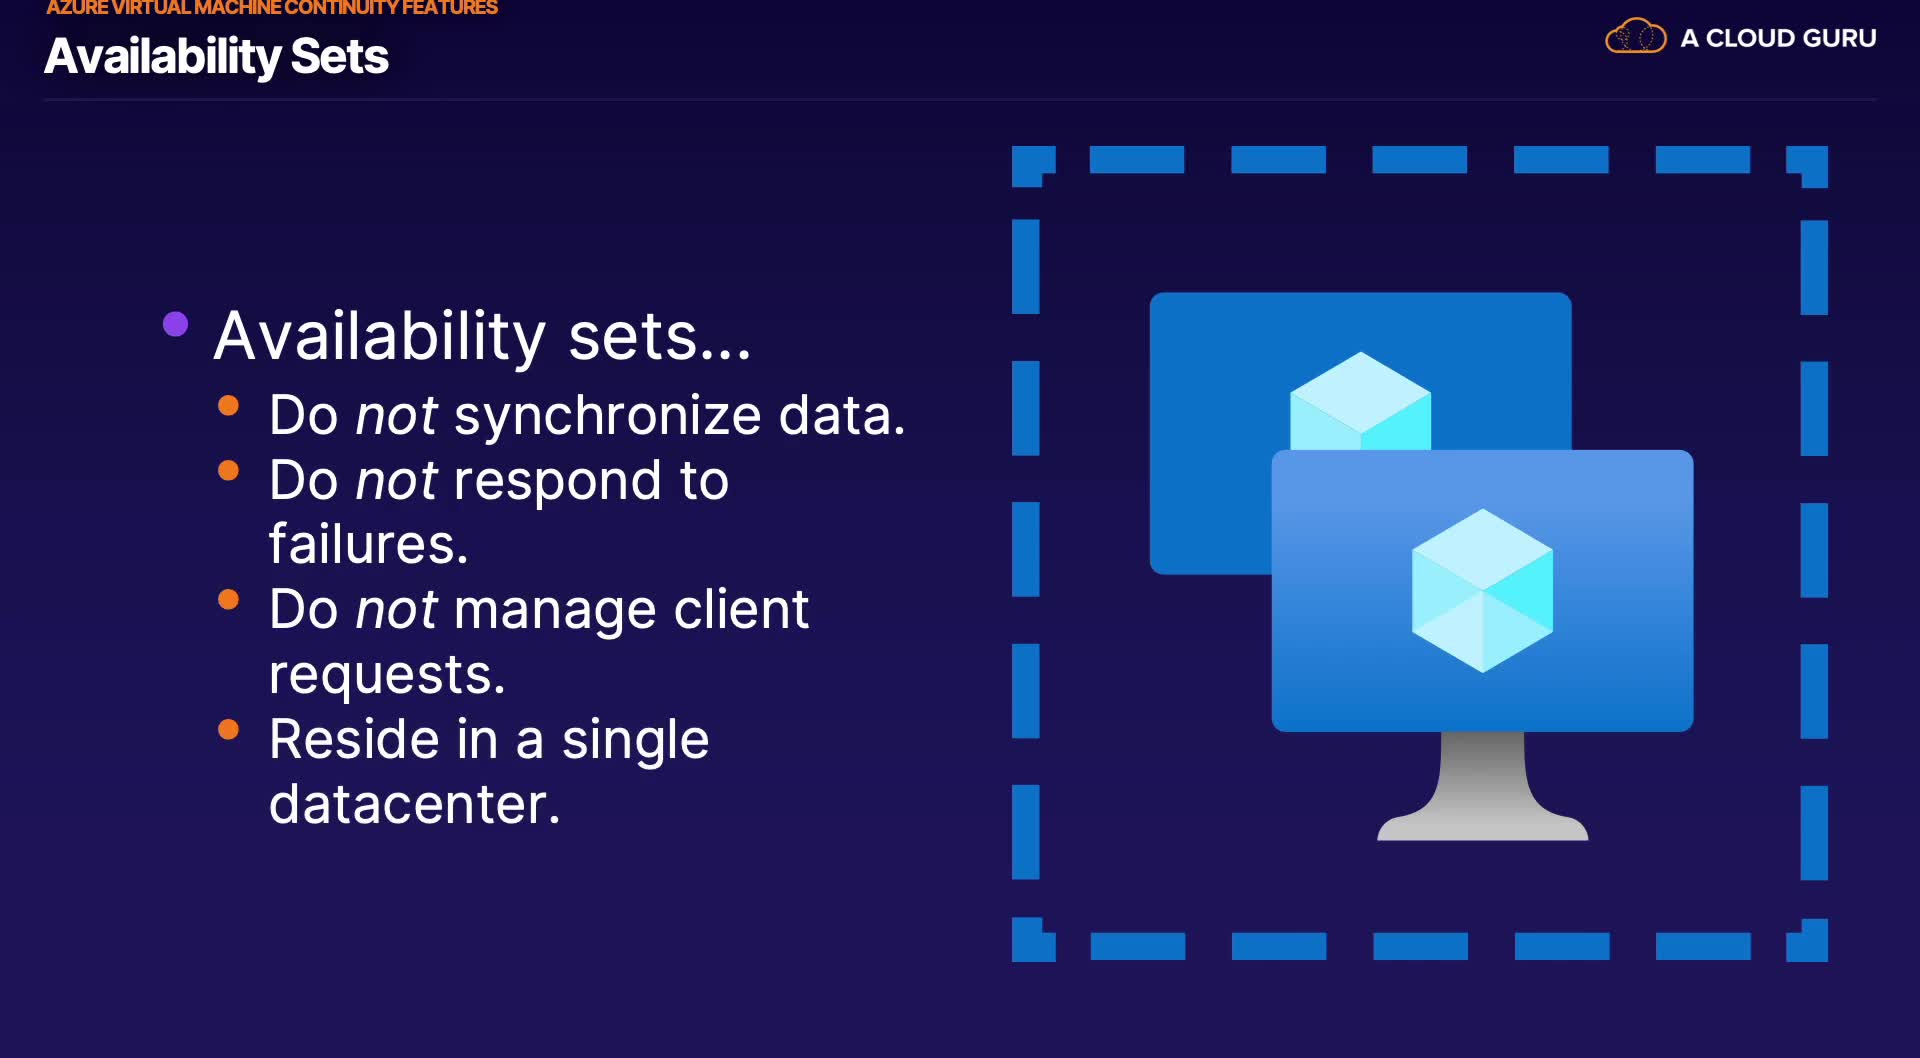 AZURE VIRTUAL MACHINE CONTINUITY FEATURES
Availability Sets
A CLOUD GURU
Availability sets...
Do not synchronize data.
Do not respond to
failures.
Do not manage client
requests.
Reside in a single
datacenter.